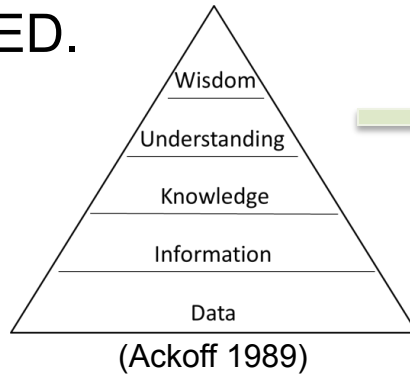 ED.
Wisdom
Understanding
Knowledge
Information
Data
(Ackoff 1989)